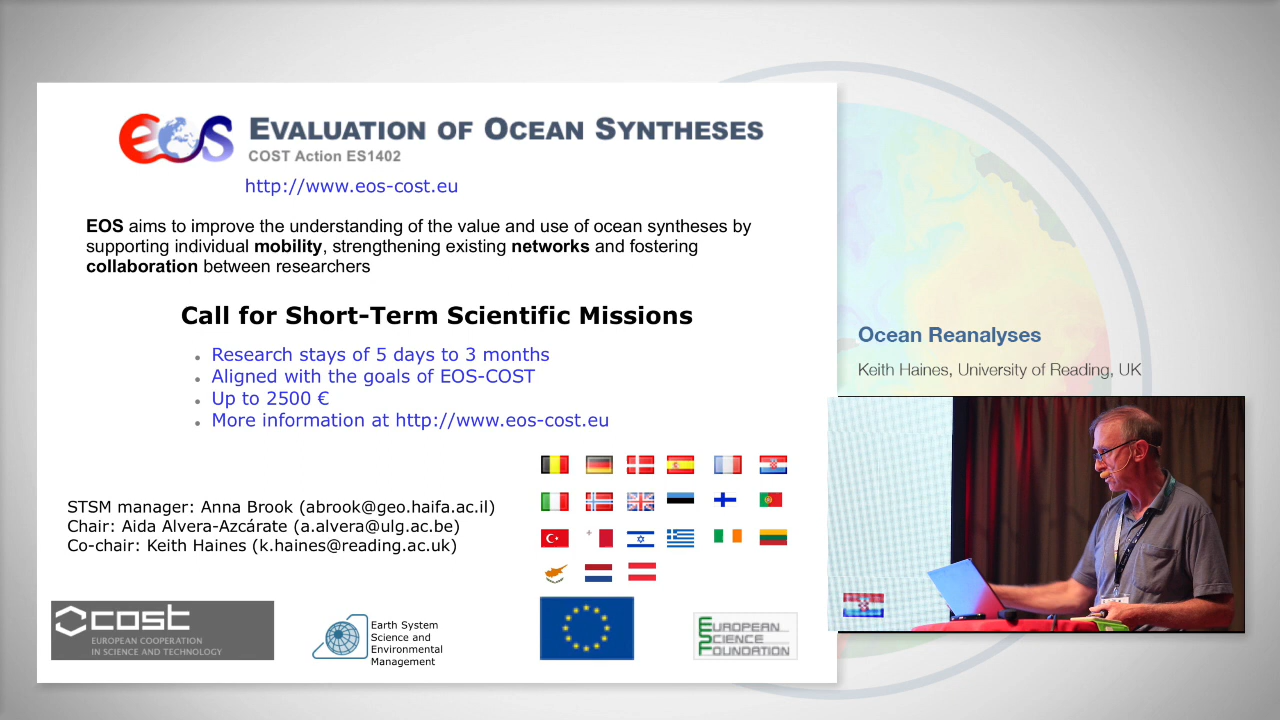 eos EVALUATION OF OCEAN SYNTHESES
COST Action ES1402
http://www.eos-cost.eu
EOS aims to improve the understanding of the value and use of ocean syntheses by
supporting individual mobility, strengthening existing networks and fostering
collaboration between researchers
Call for Short-Term Scientific Missions
Research stays of 5 days to 3 months
Aligned with the goals of EOS-COST
Up to 2500 €
More information at http://www.eos-cost.eu
STSM manager: Anna Brook (abrook@geo.haifa.ac.il)
Chair: Aida Alvera-Azcárate (a.alvera@ulg.ac.be)
Co-chair: Keith Haines (k.haines@reading.ac.uk)
cost
EUROPEAN COOPERATION
IN SCIENCE AND TECHNOLOGY
Earth System
Science and
Environmental
Management
EUROPEAN
SCIENCE
FOUNDATION
Ocean Reanalyses
Keith Haines, University of Reading, UK